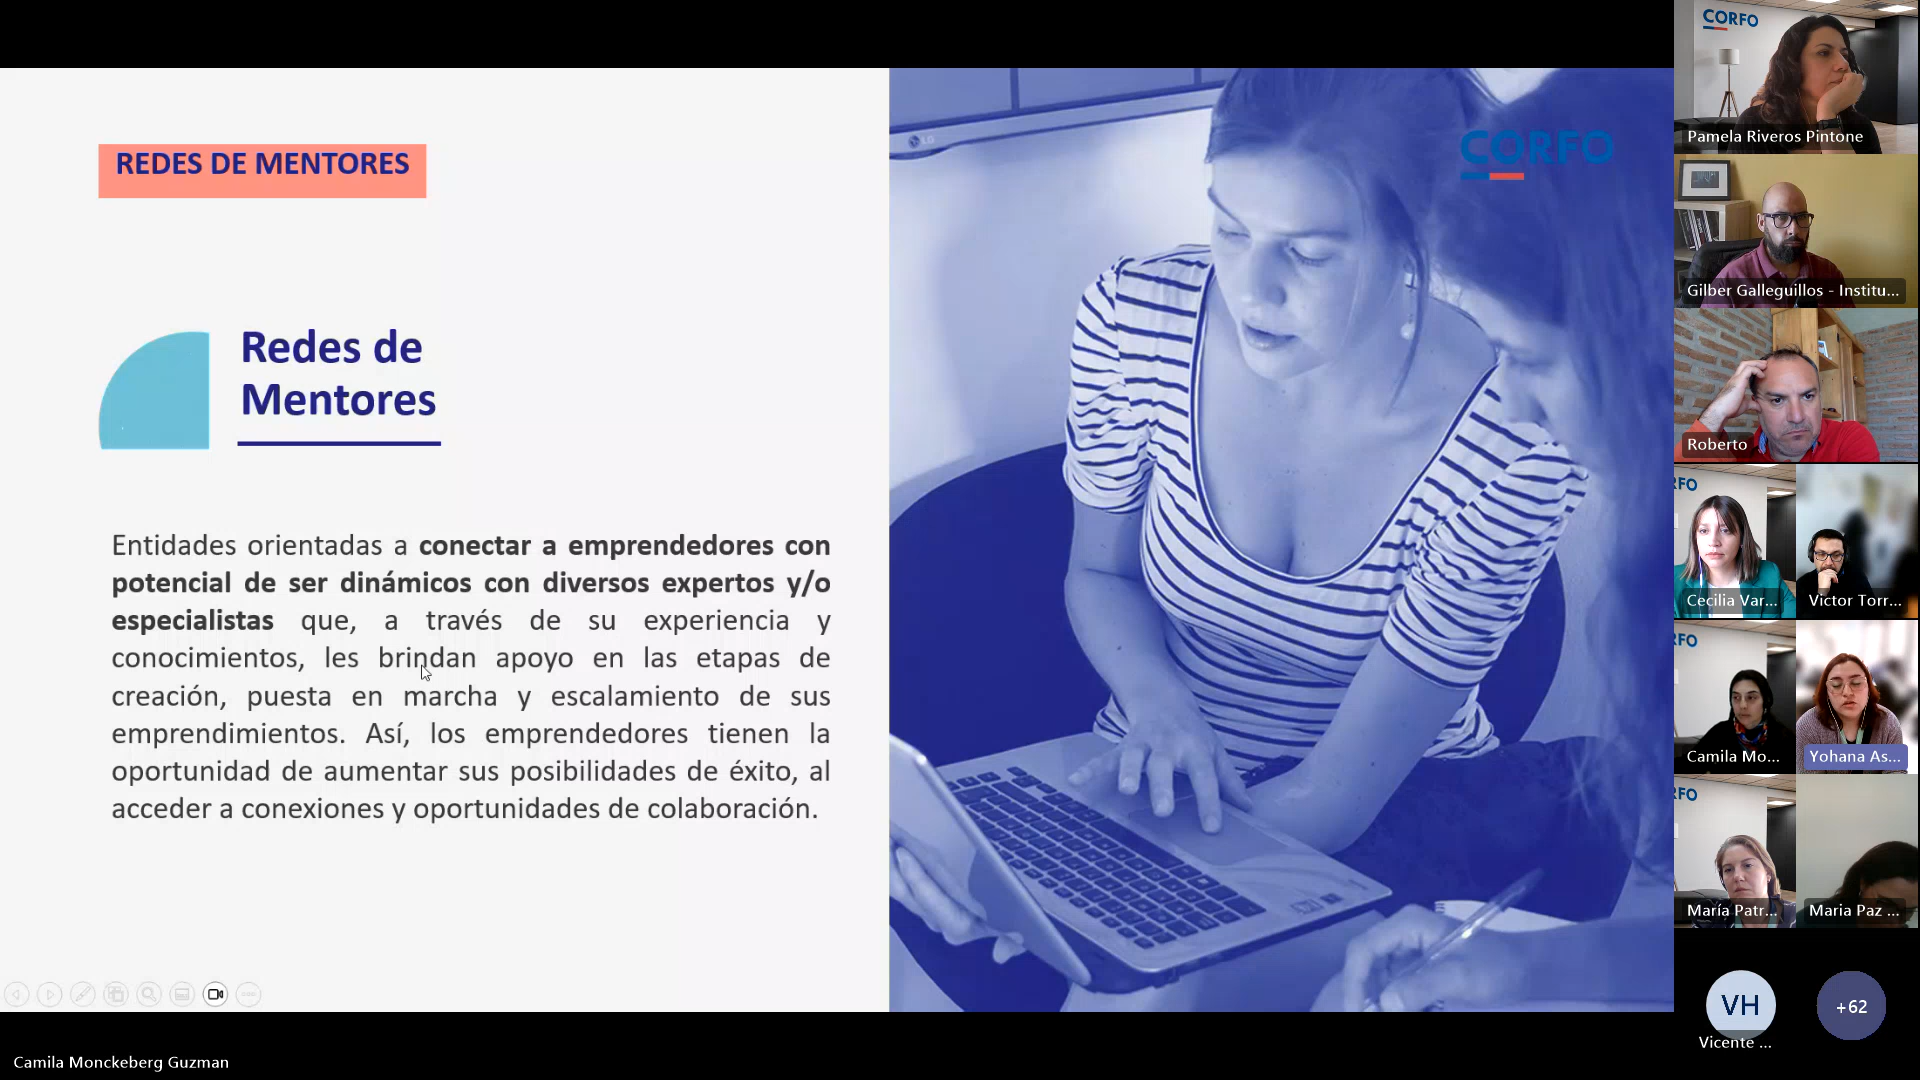 REDES DE MENTORES
CORFO
LG
Redes de
Mentores
Entidades orientadas a conectar a emprendedores con
potencial de ser dinámicos con diversos expertos y/o
especialistas que, a través de su experiencia y
conocimientos, les brindan apoyo en las etapas de
creación, puesta en marcha y escalamiento de sus
emprendimientos. Así, los emprendedores tienen la
oportunidad de aumentar sus posibilidades de éxito, al
acceder a conexiones y oportunidades de colaboración.
Camila Monckeberg Guzman
CORFO
Pamela Riveros Pintone
Gilber Galleguillos - Institu...
Roberto
RFO
Cecilia Var...
Victor Torr...
RFO
Camila Mo...
Yohana As...
RFO
María Patr...
Maria Paz ...
VH
+62
Vicente ...